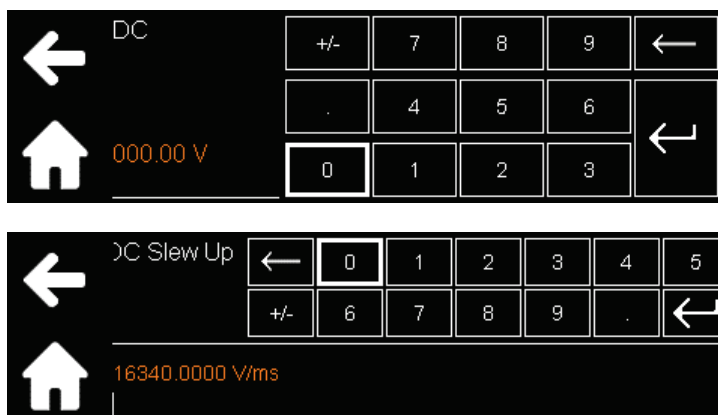 DC
+/- 7 8 9 ←
. 4 5 6 ↵
000.00 V
0 1 2 3
DC Slew Up
← 0 1 2 3 4 5
+/- 6 7 8 9 . ↵
16340.0000 V/ms